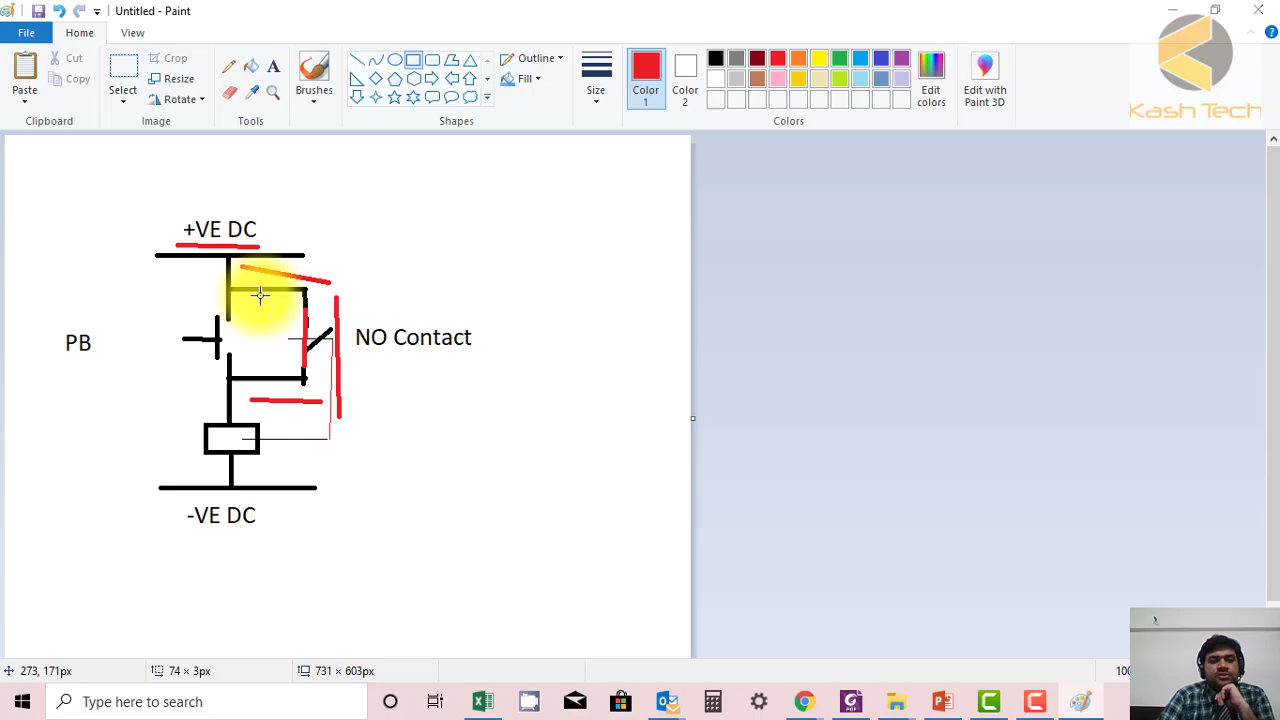 Untitled - Paint
File
Home
View
Paste
Cut
Copy
Clipboard
Select
Crop
Resize
Rotate
Image
A
Tools
Brushes
Shapes
Outline
Fill
Size
Color
1
Color
2
Edit
colors
Colors
Edit with
Paint 3D
Kash Tech
+VE DC
PB
NO Contact
-VE DC
273, 171px
74 × 3px
731 × 603px
100
Type here to search